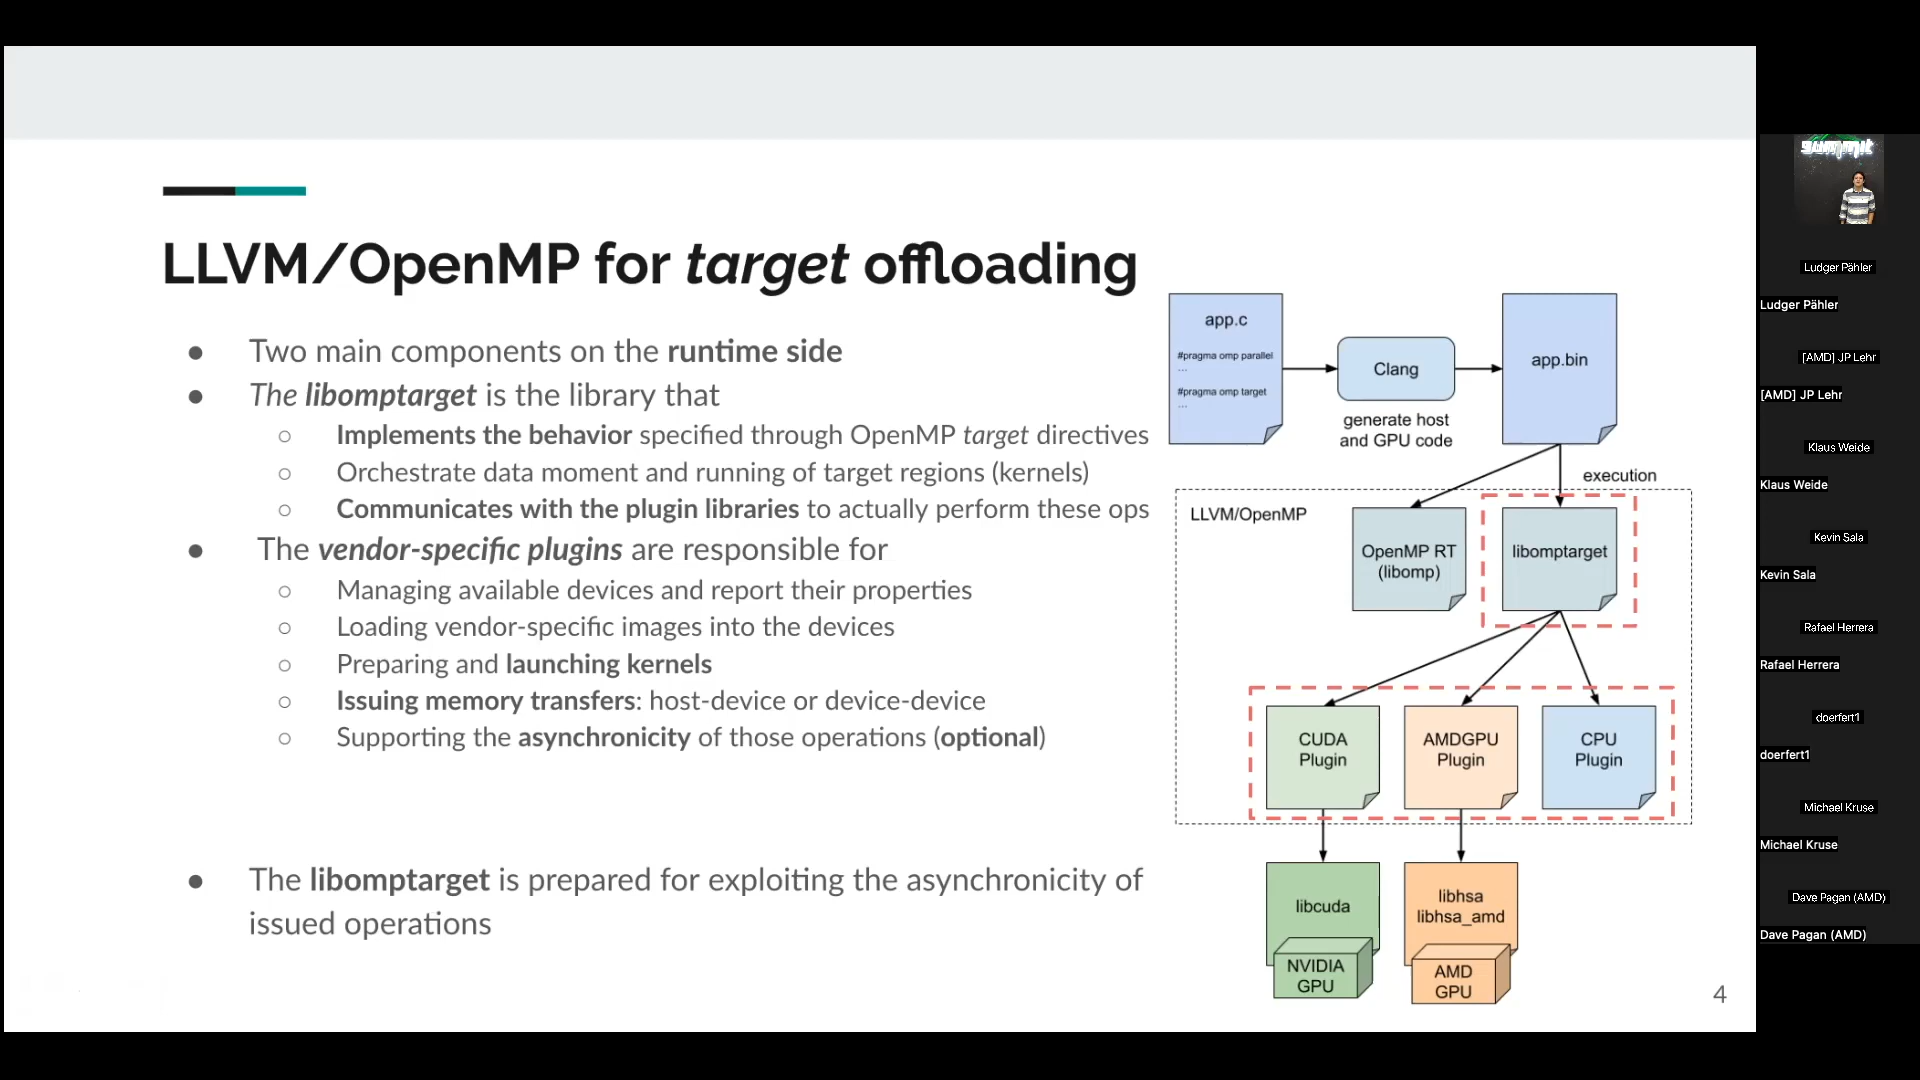 LLVM/OpenMP for target offloading
● Two main components on the runtime side
● The libomptarget is the library that
○ Implements the behavior specified through OpenMP target directives
○ Orchestrate data moment and running of target regions (kernels)
○ Communicates with the plugin libraries to actually perform these ops
● The vendor-specific plugins are responsible for
○ Managing available devices and report their properties
○ Loading vendor-specific images into the devices
○ Preparing and launching kernels
○ Issuing memory transfers: host-device or device-device
○ Supporting the asynchronicity of those operations (optional)
● The libomptarget is prepared for exploiting the asynchronicity of
issued operations
app.c
#pragma omp parallel
...
#pragma omp target
...
Clang
generate host
and GPU code
app.bin
execution
LLVM/OpenMP
OpenMP RT
(libomp)
libomptarget
CUDA
Plugin
AMDGPU
Plugin
CPU
Plugin
libcuda
NVIDIA
GPU
libhsa
libhsa_amd
AMD
GPU
4
summit
Ludger Pähler
Ludger Pähler
[AMD] JP Lehr
[AMD] JP Lehr
Klaus Weide
Klaus Weide
Kevin Sala
Kevin Sala
Rafael Herrera
Rafael Herrera
doerfert1
doerfert1
Michael Kruse
Michael Kruse
Dave Pagan (AMD)
Dave Pagan (AMD)